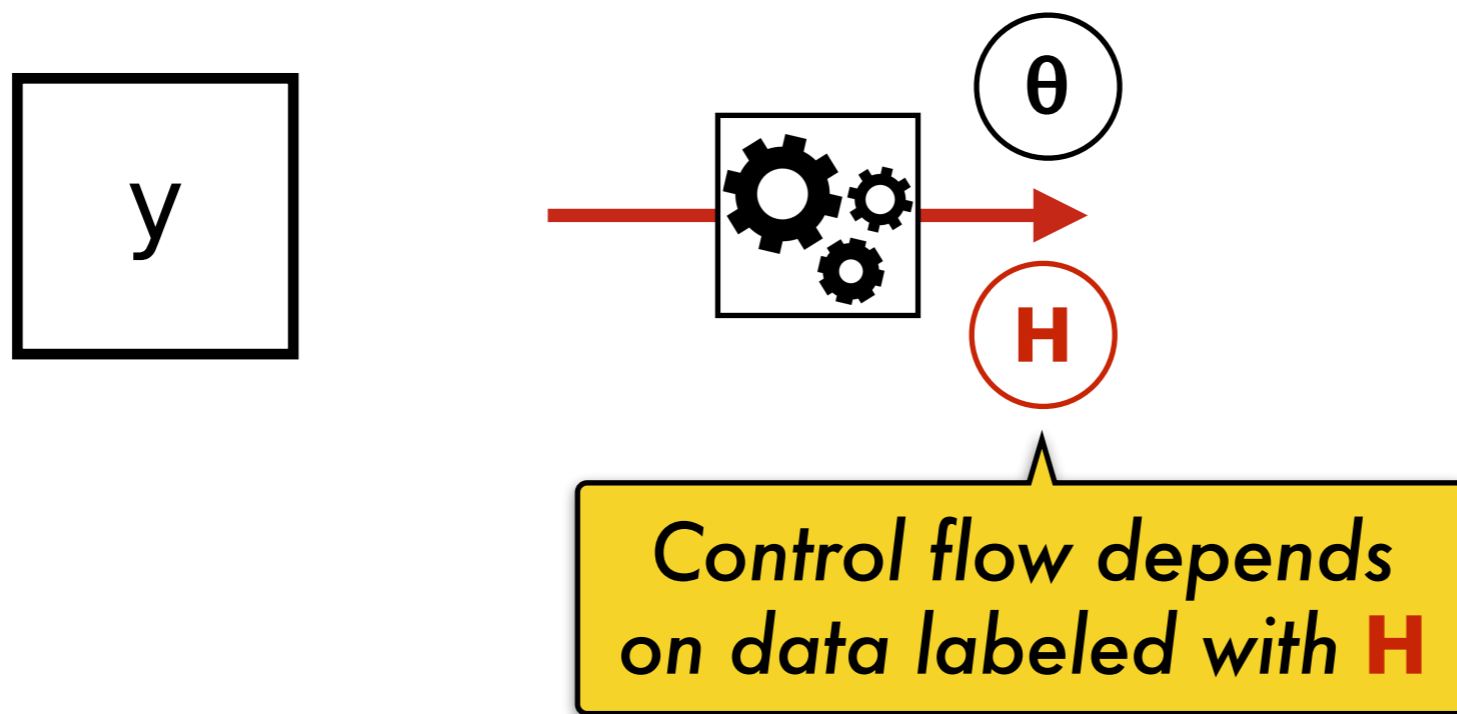 y
θ
H
Control flow depends
on data labeled with H